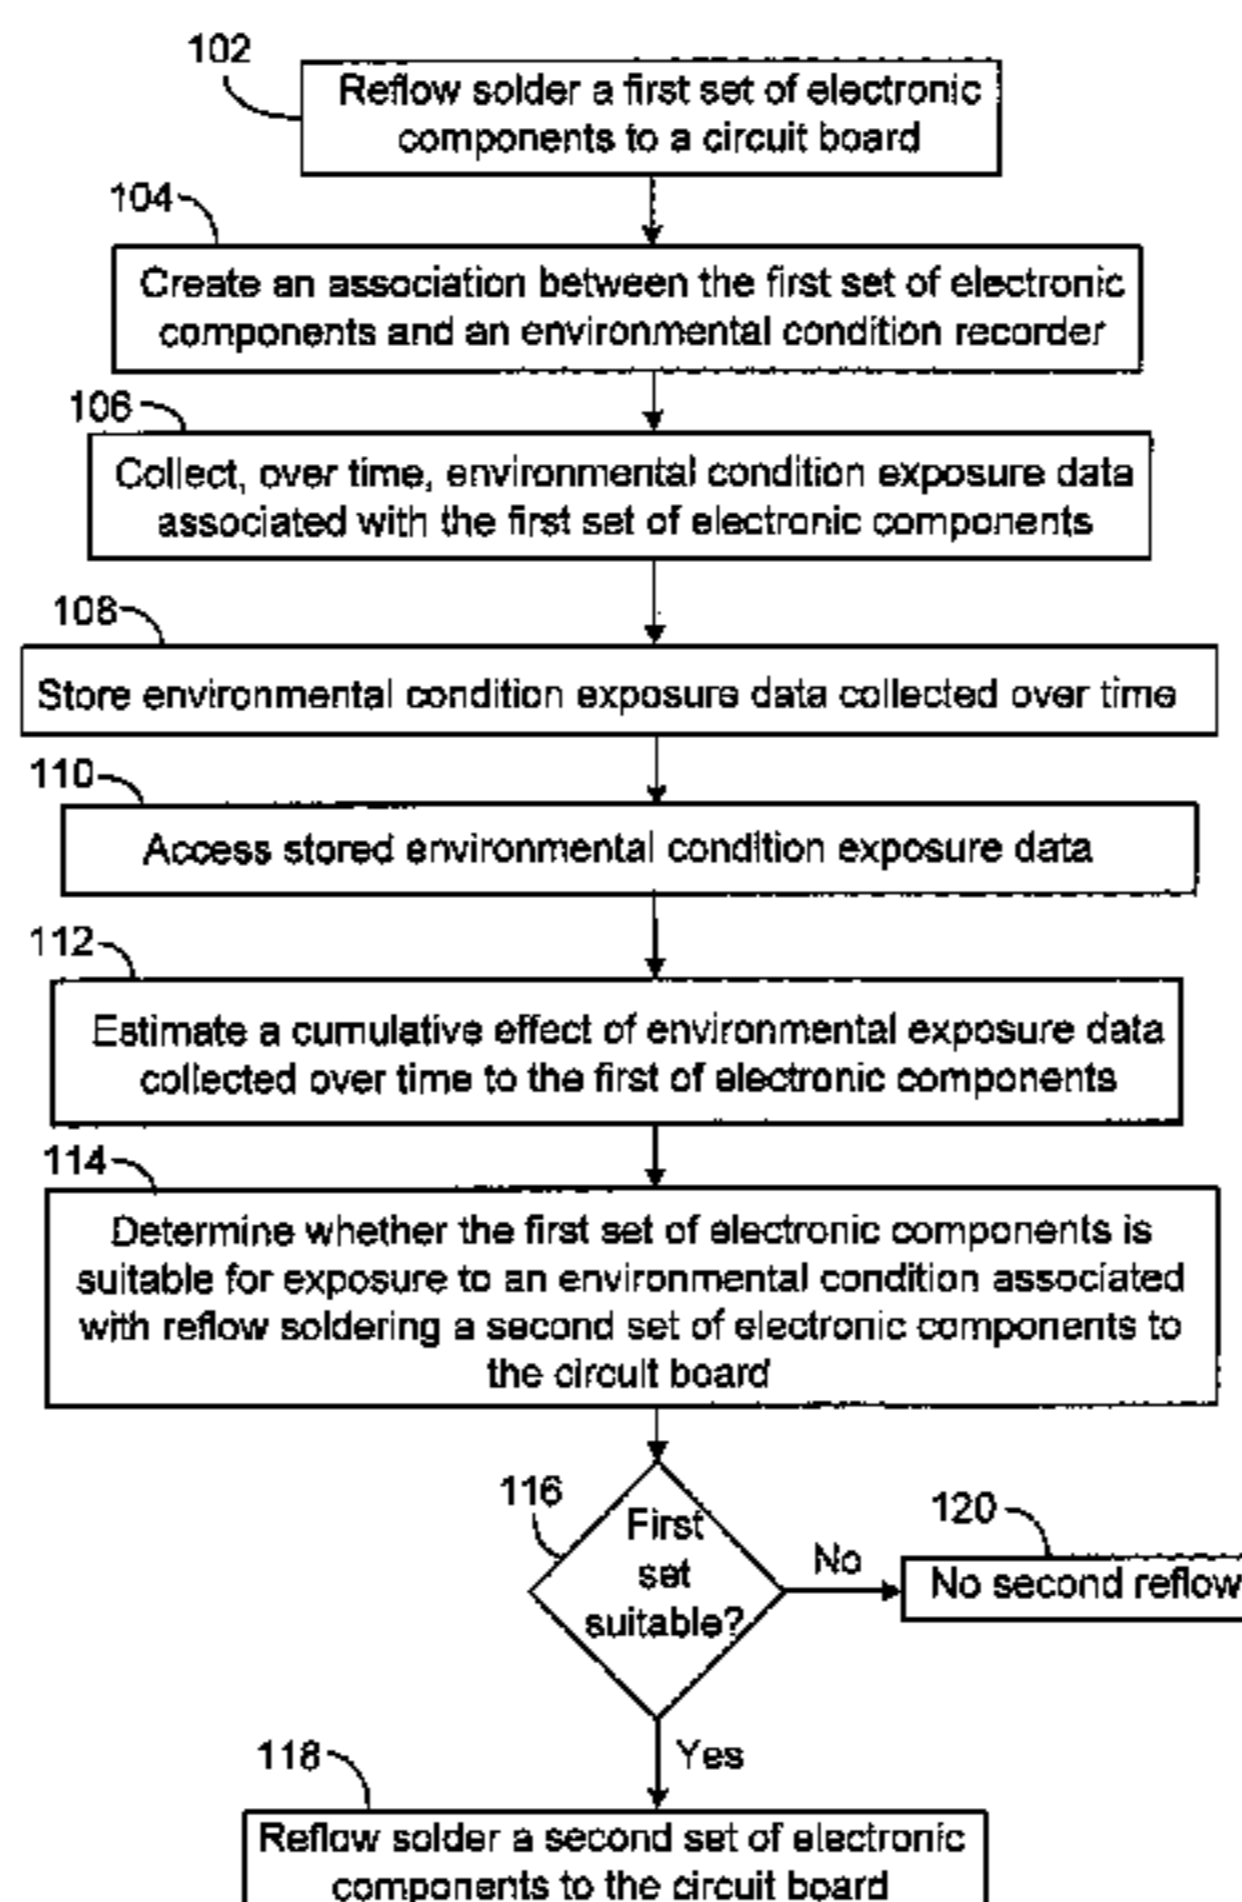 102
Reflow solder a first set of electronic
components to a circuit board
104
Create an association between the first set of electronic
components and an environmental condition recorder
106
Collect, over time, environmental condition exposure data
associated with the first set of electronic components
108
Store environmental condition exposure data collected over time
110
Access stored environmental condition exposure data
112
Estimate a cumulative effect of environmental exposure data
collected over time to the first of electronic components
114
Determine whether the first set of electronic components is
suitable for exposure to an environmental condition associated
with reflow soldering a second set of electronic components to
the circuit board
116
First
set
suitable?
No
120
No second reflow
Yes
118
Reflow solder a second set of electronic
components to the circuit board